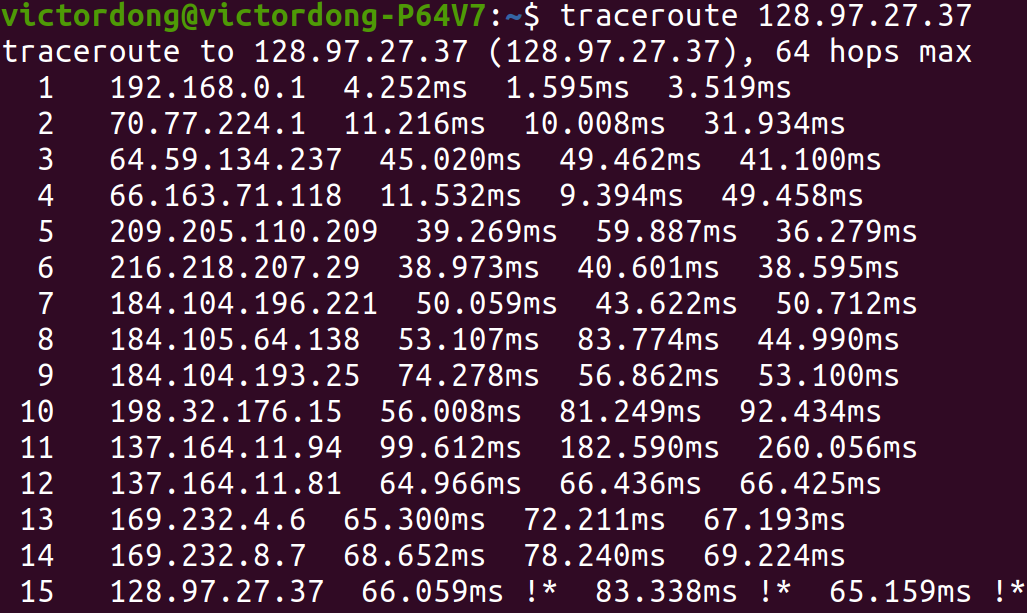 victordong@victordong-P64V7:~$ traceroute 128.97.27.37
traceroute to 128.97.27.37 (128.97.27.37), 64 hops max
1 192.168.0.1 4.252ms 1.595ms 3.519ms
2 70.77.224.1 11.216ms 10.008ms 31.934ms
3 64.59.134.237 45.020ms 49.462ms 41.100ms
4 66.163.71.118 11.532ms 9.394ms 49.458ms
5 209.205.110.209 39.269ms 59.887ms 36.279ms
6 216.218.207.29 38.973ms 40.601ms 38.595ms
7 184.104.196.221 50.059ms 43.622ms 50.712ms
8 184.105.64.138 53.107ms 83.774ms 44.990ms
9 184.104.193.25 74.278ms 56.862ms 53.100ms
10 198.32.176.15 56.008ms 81.249ms 92.434ms
11 137.164.11.94 99.612ms 182.590ms 260.056ms
12 137.164.11.81 64.966ms 66.436ms 66.425ms
13 169.232.4.6 65.300ms 72.211ms 67.193ms
14 169.232.8.7 68.652ms 78.240ms 69.224ms
15 128.97.27.37 66.059ms !* 83.338ms !* 65.159ms !*